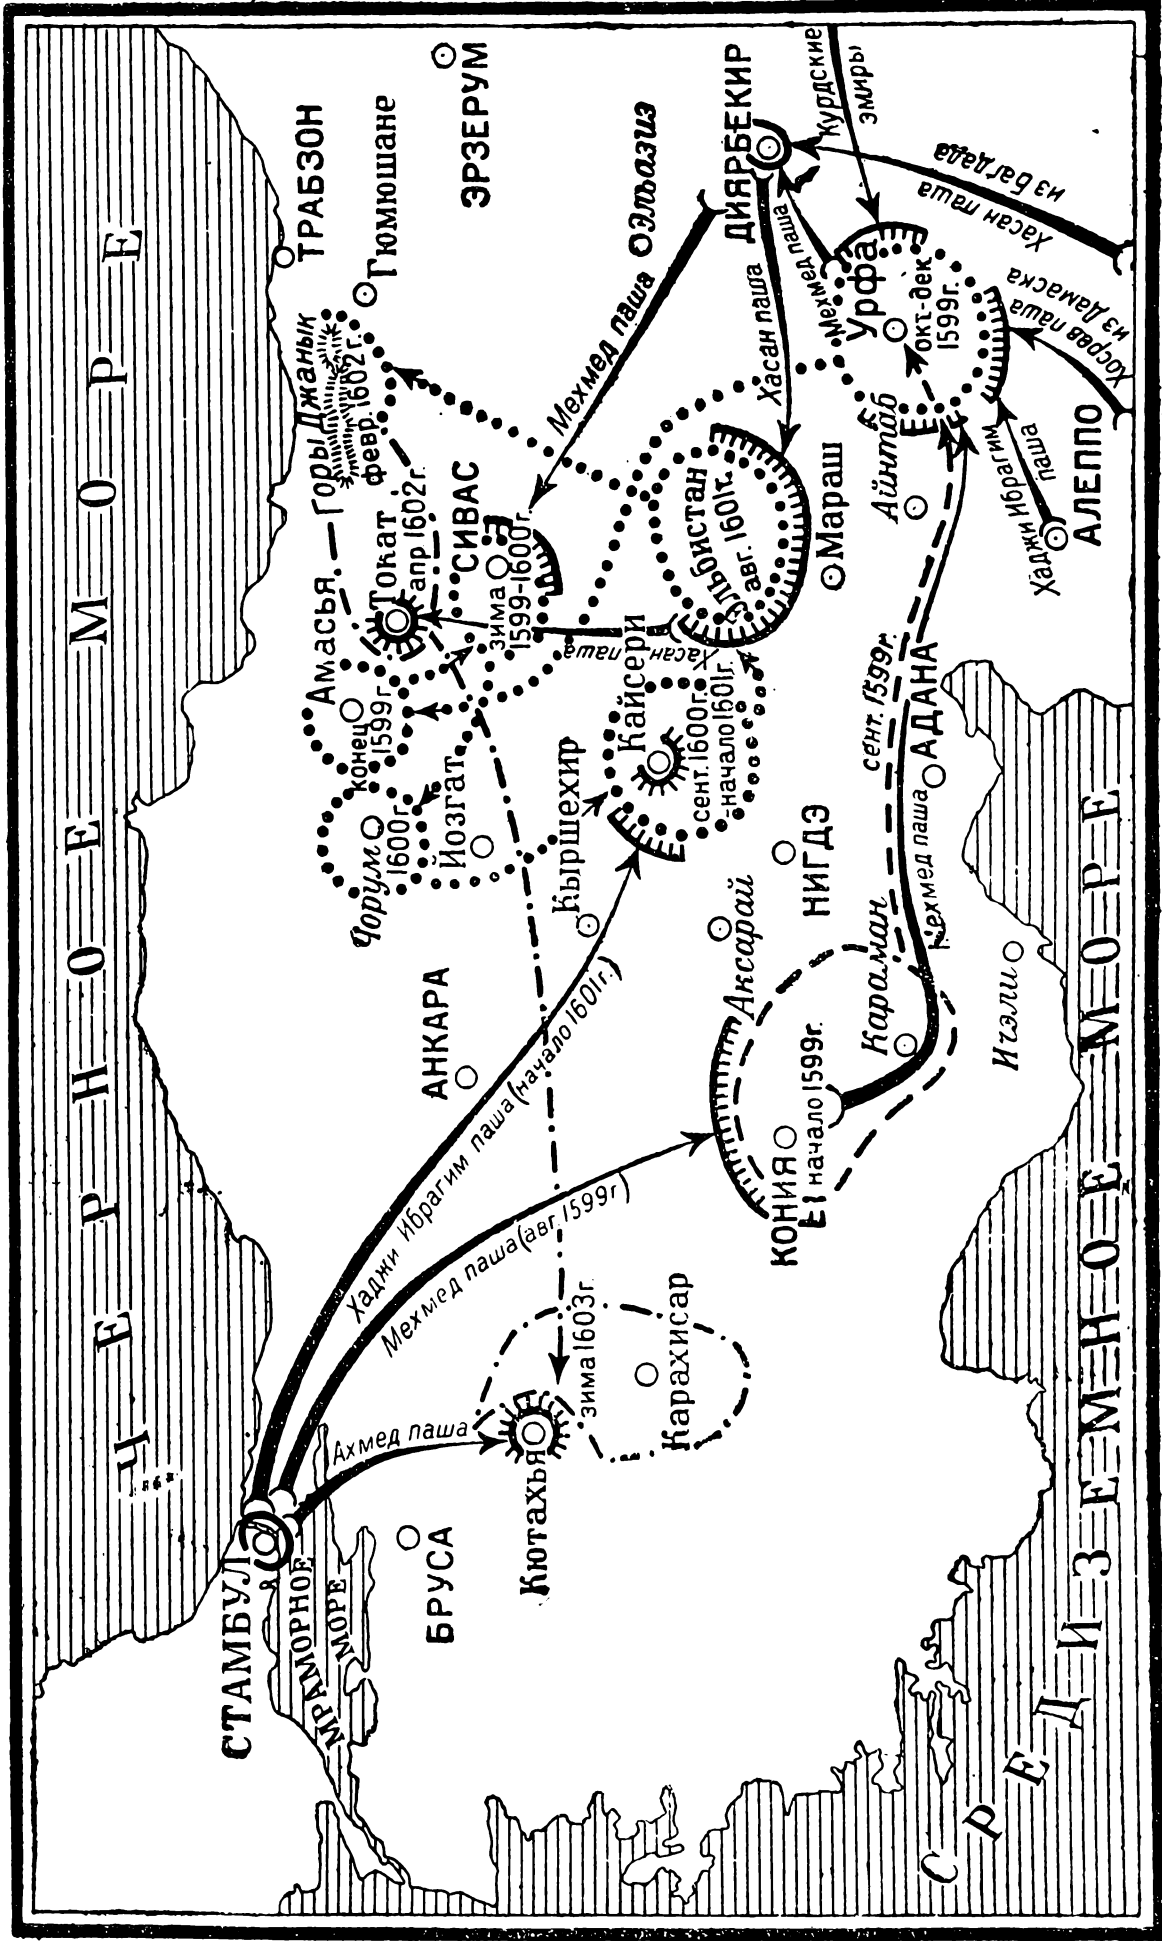 ЧЕРНОЕ МОРЕ
СТАМБУЛ
МРАМОРНОЕ
МОРЕ
БРУСА
Ахмед паша
Кютахья
зима 1603г.
Карахисар
Хаджи Ибрагим паша (начало 1601г.)
Мехмед паша (авг. 1599г)
АНКАРА
КОНИЯ
начало 1599г.
Аксарай
НИГДЭ
Караман
Ичэли
Мехмед паша
АДАНА
сент. 1599г.
Чорум
1600г.
Йозгат
Кыршехир
Амасья
конец
1599г
Токат
апр 1602г.
Горы Джанык
февр. 1602г.
СИВАС
зима
1599-1600г.
Кайсери
сент. 1600г.
-начало 1601г.
Хасан паша
Эльбистан
авг. 1601г.
Мараш
Айнтаб
ТРАБЗОН
Гюмюшане
ЭРЗЕРУМ
Эльазиз
Мехмед паша
ДИЯРБЕКИР
Хасан паша
Мехмед паша
Курдские
эмиры
Урфа
окт-дек
1599г.
Хасан паша
из багдада
Хосрев паша
из Дамаска
Хаджи Ибрагим
паша
АЛЕППО
СРЕДИЗЕМНОЕ МОРЕ